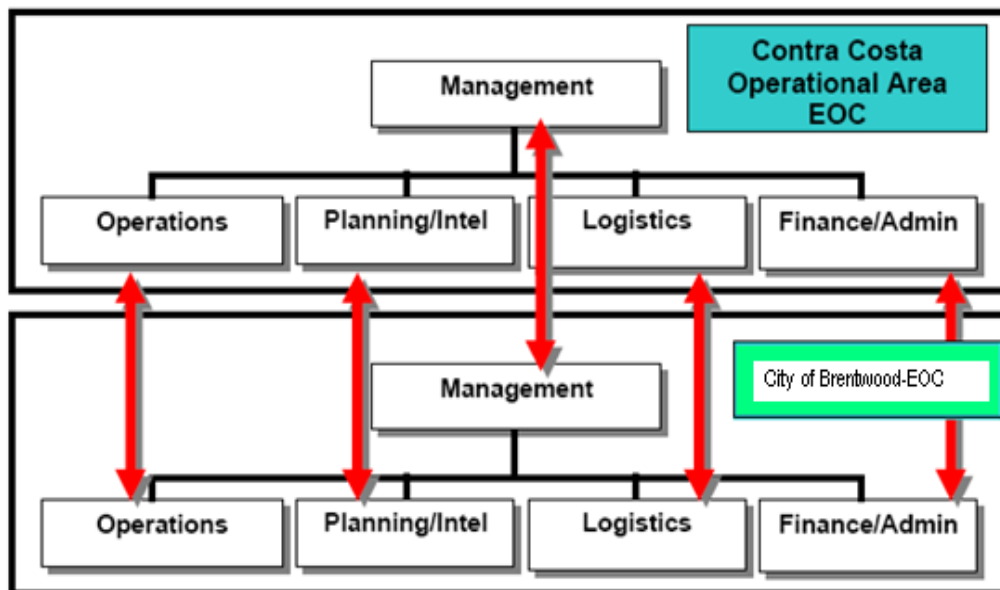 Contra Costa
Operational Area
EOC
Management
Operations
Planning/Intel
Logistics
Finance/Admin
City of Brentwood-EOC
Management
Operations
Planning/Intel
Logistics
Finance/Admin